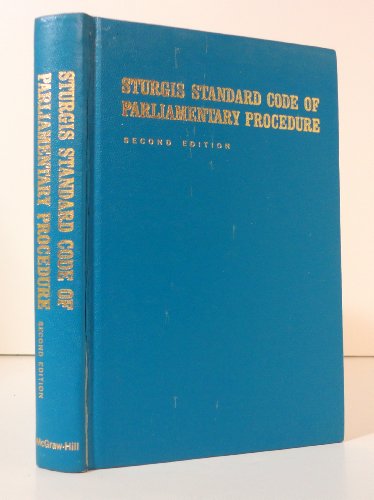 STURGIS STANDARD CODE OF
PARLIAMENTARY PROCEDURE
SECOND EDITION
STURGIS STANDARD CODE OF
PARLIAMENTARY PROCEDURE
SECOND EDITION
McGraw-Hill